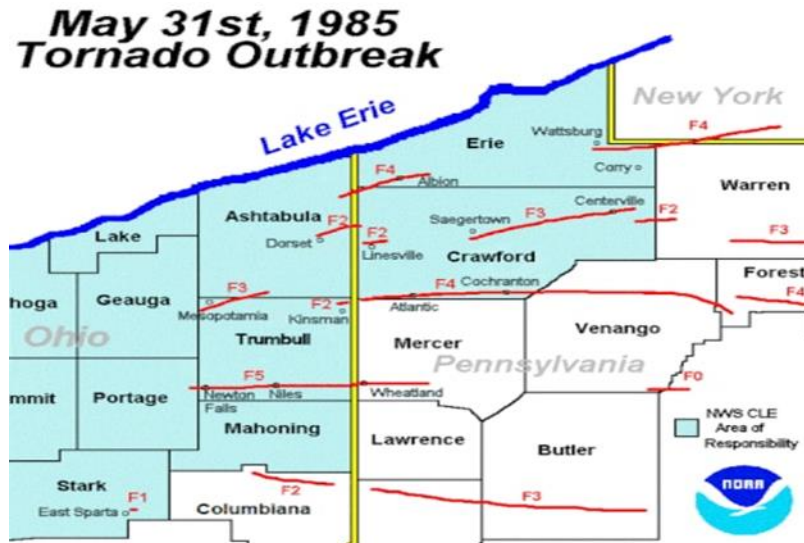 May 31st, 1985
Tornado Outbreak
Lake Erie
New York
Wattsburg
F4
Erie
Corry
F4
Albion
Warren
Ashtabula
Centerville
F2
F3
Saegertown
F2
Lake
Dorset
F2
Linesville
F3
Crawford
Geauga
F3
F4
Cochranton
Forest
hoga
Mesopotamia
F2
Kinsman
Atlantic
F4
Ohio
Trumbull
Mercer
Venango
Pennsylvania
F5
F0
mmit
Portage
Newton
Falls
Niles
Wheatland
NWS CLE
Area of
Responsibility
Mahoning
Lawrence
Butler
Stark
F2
F3
NOAA
F1
East Sparta
Columbiana